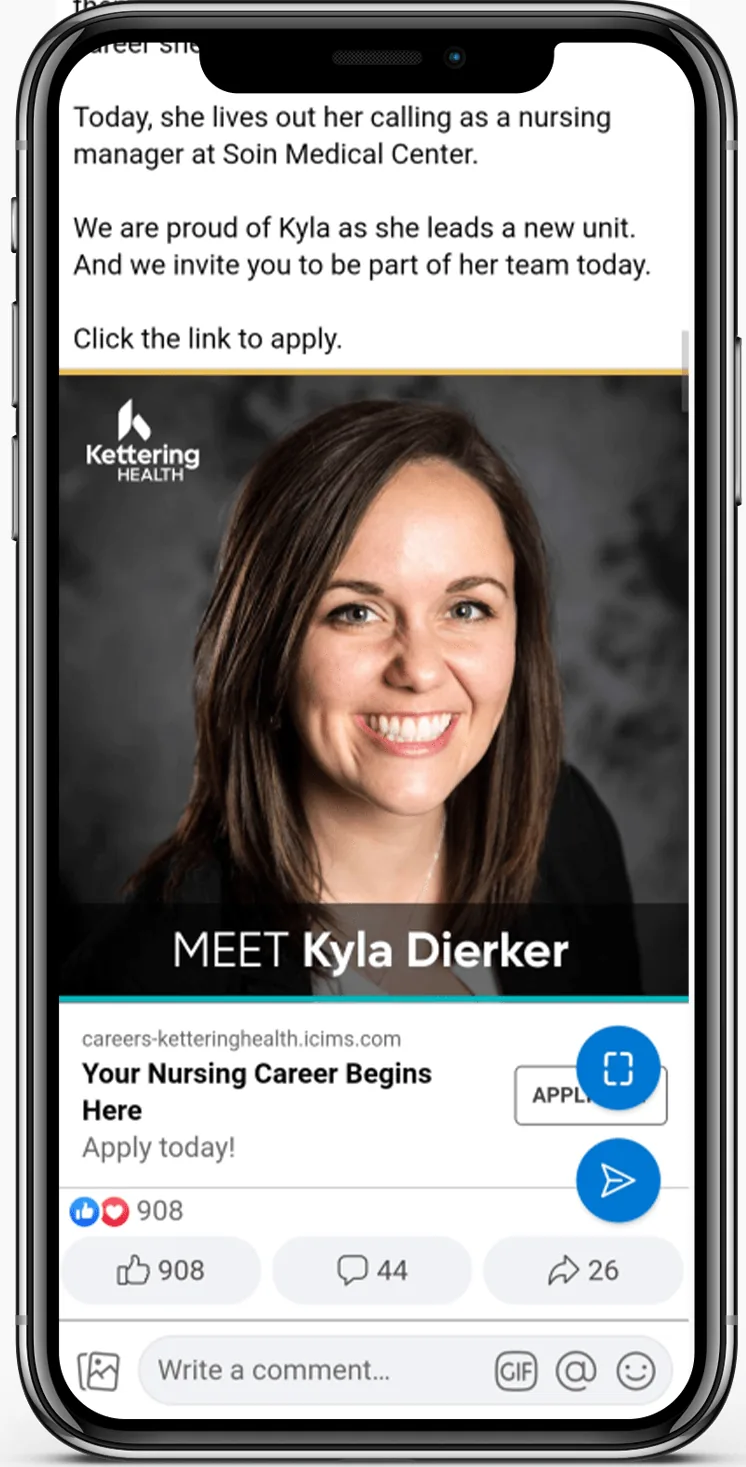 career she
Today, she lives out her calling as a nursing
manager at Soin Medical Center.
We are proud of Kyla as she leads a new unit.
And we invite you to be part of her team today.
Click the link to apply.
Kettering
HEALTH
MEET Kyla Dierker
careers-ketteringhealth.icims.com
Your Nursing Career Begins
Here
Apply today!
908
908
44
26
Write a comment...
GIF
@